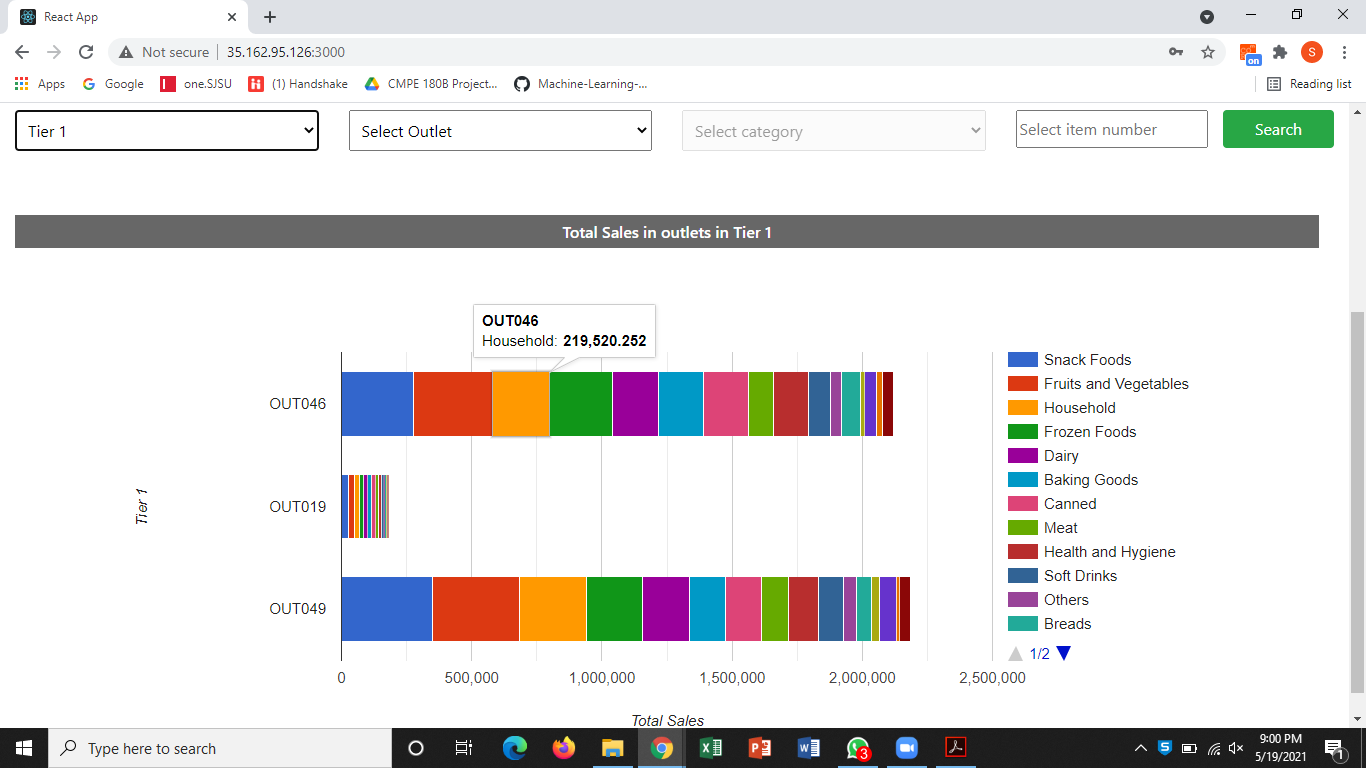 React App
Not secure
35.162.95.126:3000
Apps
Google
one.SJSU
(1) Handshake
CMPE 180B Project...
Machine-Learning-...
Reading list
S
on
Tier 1
Select Outlet
Select category
Select item number
Search
Total Sales in outlets in Tier 1
OUT046
Household: 219,520.252
OUT046
OUT019
OUT049
Tier 1
0
500,000
1,000,000
1,500,000
2,000,000
2,500,000
Total Sales
Snack Foods
Fruits and Vegetables
Household
Frozen Foods
Dairy
Baking Goods
Canned
Meat
Health and Hygiene
Soft Drinks
Others
Breads
1/2
Type here to search
3
9:00 PM
5/19/2021
1